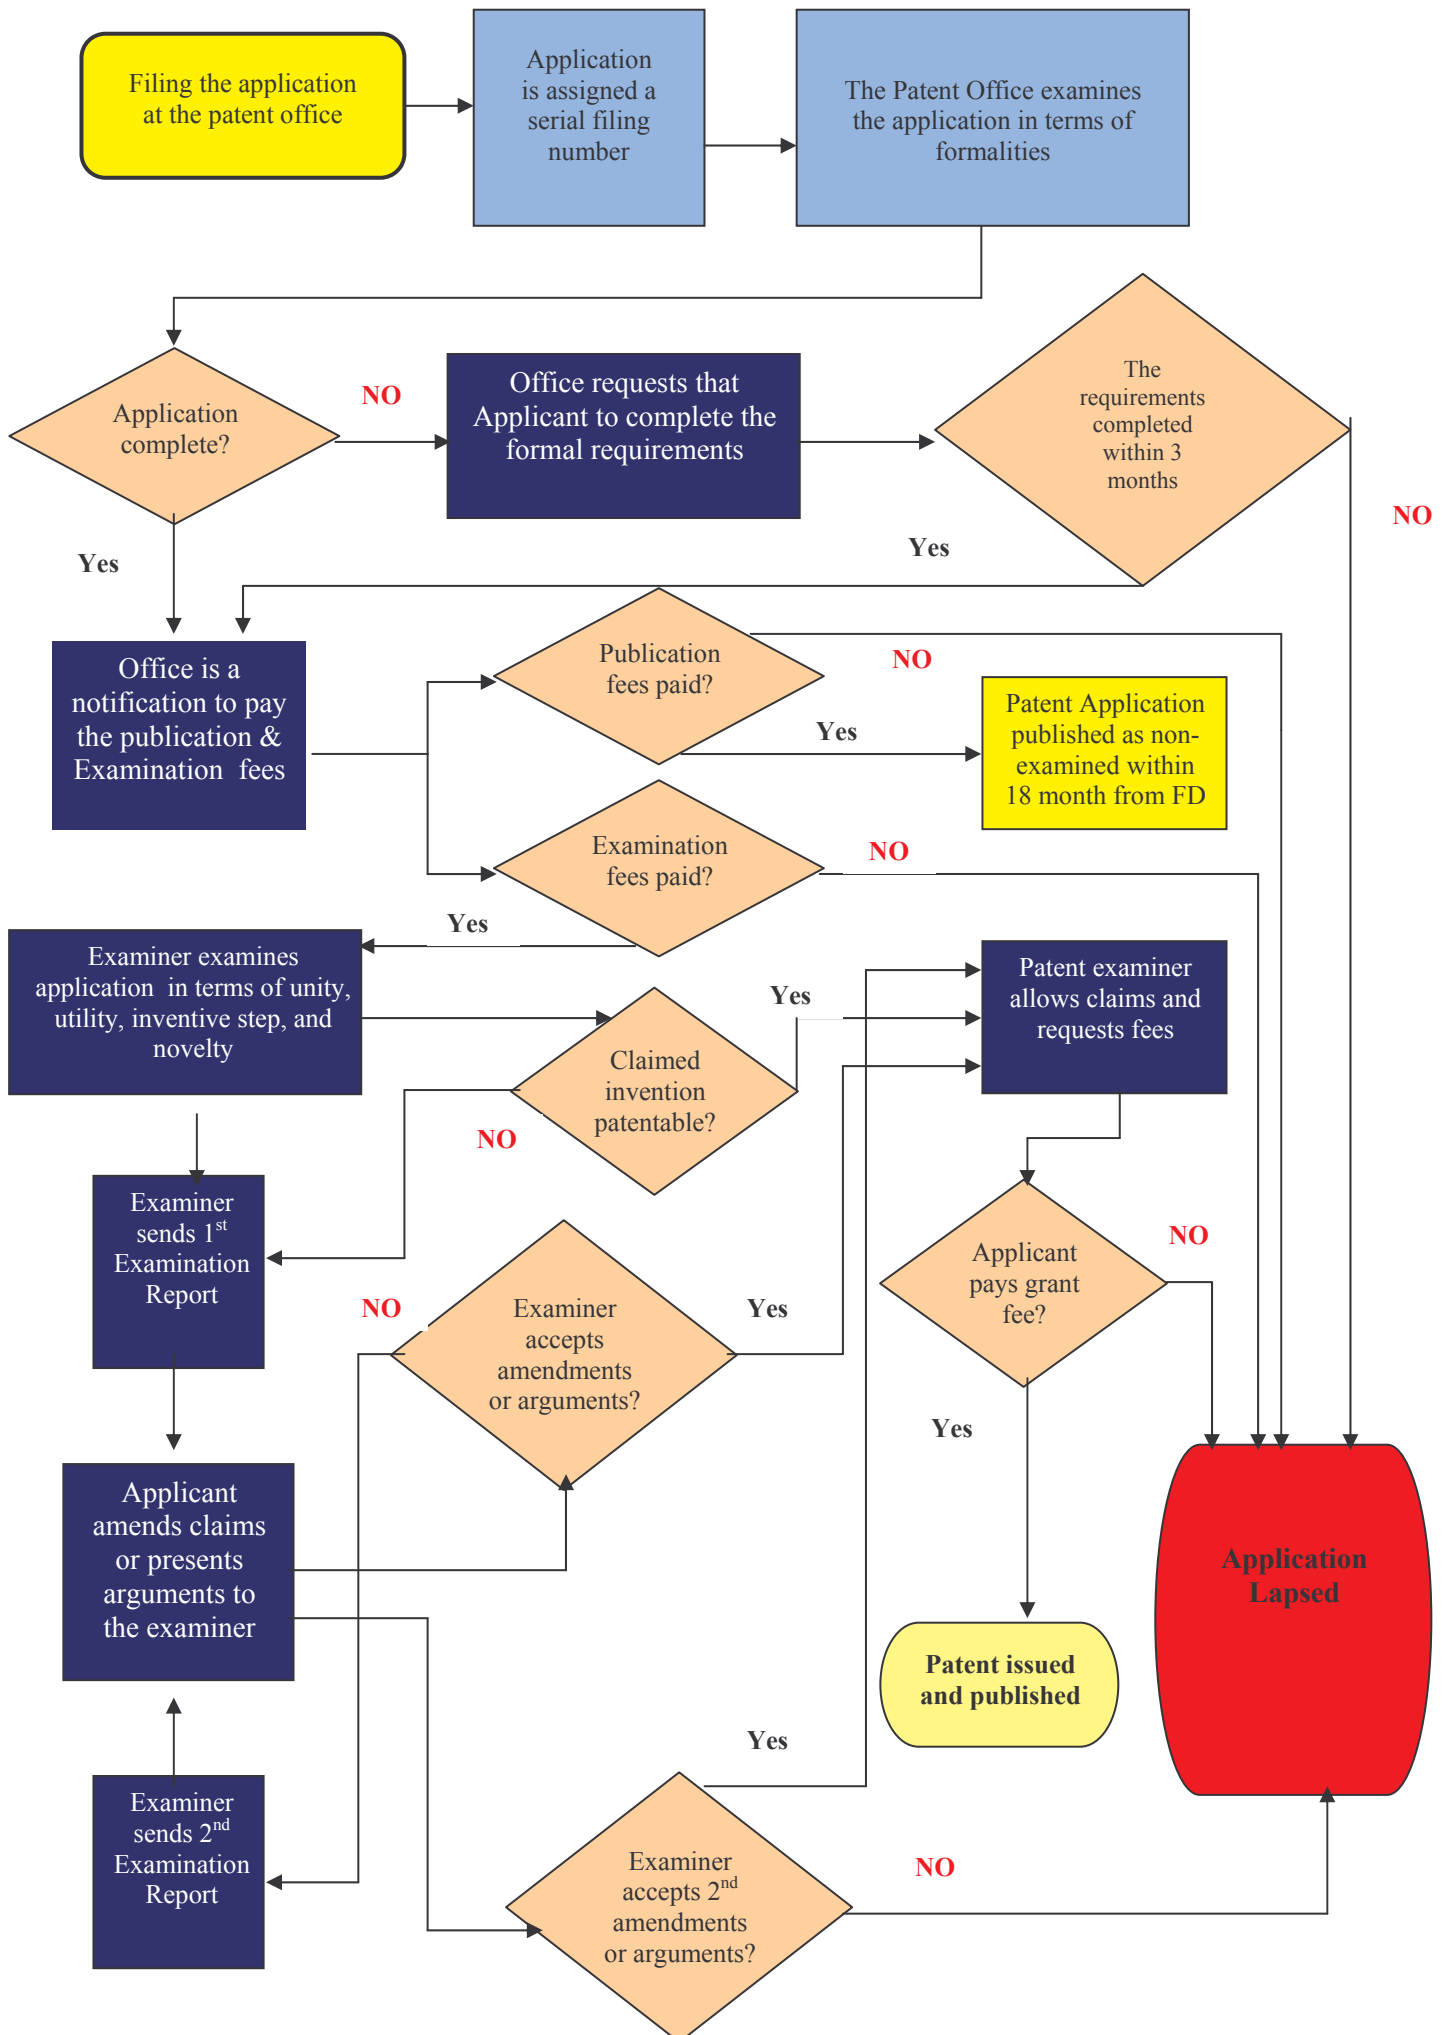 Filing the application
at the patent office
Application
is assigned a
serial filing
number
The Patent Office examines
the application in terms of
formalities
Application
complete?
NO
Office requests that
Applicant to complete the
formal requirements
The
requirements
completed
within 3
months
NO
Yes
Yes
Office is a
notification to pay
the publication &
Examination fees
Publication
fees paid?
NO
Yes
Patent Application
published as non-
examined within
18 month from FD
Examination
fees paid?
NO
Yes
Examiner examines
application in terms of unity,
utility, inventive step, and
novelty
Claimed
invention
patentable?
Yes
NO
Patent examiner
allows claims and
requests fees
Examiner
sends 1st
Examination
Report
NO
Examiner
accepts
amendments
or arguments?
Yes
Applicant
pays grant
fee?
NO
Yes
Applicant
amends claims
or presents
arguments to
the examiner
Application
Lapsed
Patent issued
and published
Yes
Examiner
sends 2nd
Examination
Report
Examiner
accepts 2nd
amendments
or arguments?
NO